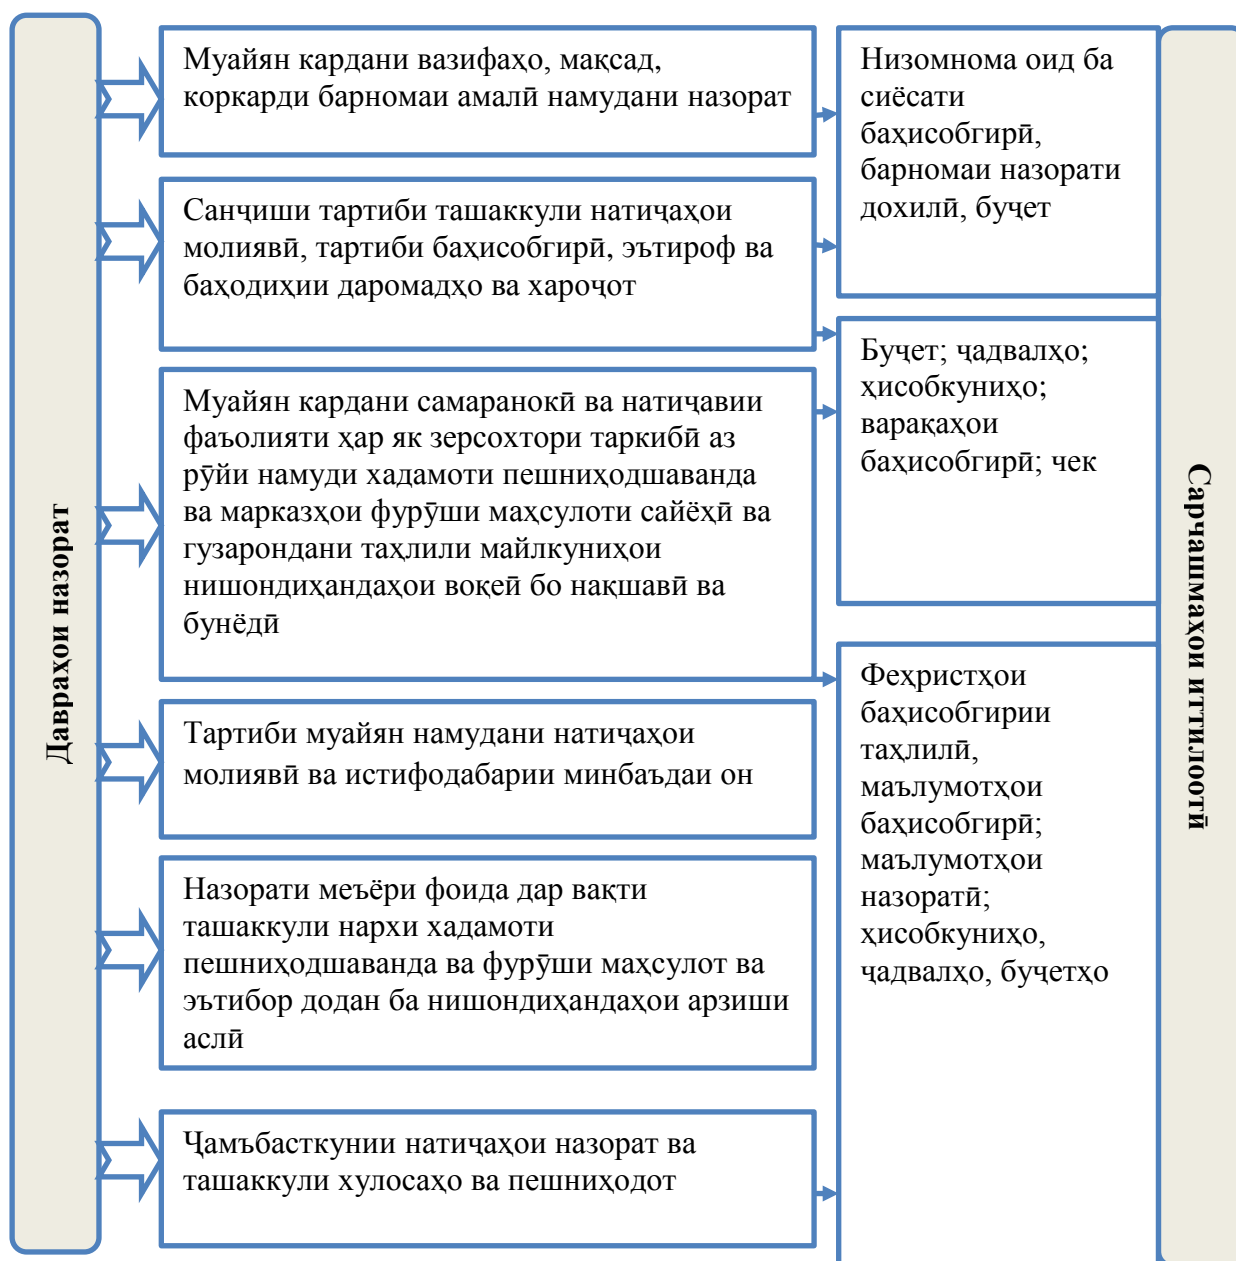 Давраҳои назорат
Муайян кардани вазифаҳо, мақсад,
коркарди барномаи амалӣ намудани назорат
Санҷиши тартиби ташаккули натиҷаҳои
молиявӣ, тартиби баҳисобгирӣ, эътироф ва
баҳодиҳии даромадҳо ва хароҷот
Муайян кардани самаранокӣ ва натиҷавии
фаъолияти ҳар як зерсохтори таркибӣ аз
рӯйи намуди хадамоти пешниҳодшаванда
ва марказҳои фурӯши маҳсулоти сайёҳӣ ва
гузарондани таҳлили майлкуниҳои
нишондиҳандаҳои воқеӣ бо нақшавӣ ва
бунёдӣ
Тартиби муайян намудани натиҷаҳои
молиявӣ ва истифодабарии минбаъдаи он
Назорати меъёри фоида дар вақти
ташаккули нархи хадамоти
пешниҳодшаванда ва фурӯши маҳсулот ва
эътибор додан ба нишондиҳандаҳои арзиши
аслӣ
Ҷамъбасткунии натиҷаҳои назорат ва
ташаккули хулосаҳо ва пешниҳодот
Низомнома оид ба
сиёсати
баҳисобгирӣ,
барномаи назорати
дохилӣ, буҷет
Буҷет; ҷадвалҳо;
ҳисобкуниҳо;
варақаҳои
баҳисобгирӣ; чек
Феҳристҳои
баҳисобгирии
таҳлилӣ,
маълумотҳои
баҳисобгирӣ;
маълумотҳои
назоратӣ;
ҳисобкуниҳо,
ҷадвалҳо, буҷетҳо
Сарчашмаҳои иттилоотӣ